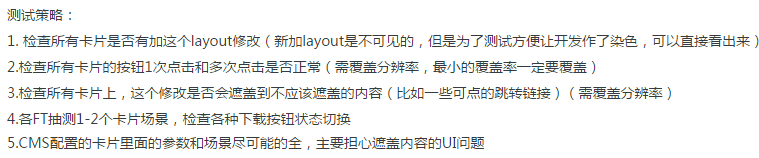 测试策略：
1. 检查所有卡片是否有加这个layout修改（新加layout是不可见的，但是为了测试方便让开发作了染色，可以直接看出来）
2.检查所有卡片的按钮1次点击和多次点击是否正常（需覆盖分辨率，最小的覆盖率一定要覆盖）
3.检查所有卡片上，这个修改是否会遮盖到不应该遮盖的内容（比如一些可点的跳转链接）（需覆盖分辨率）
4.各FT抽测1-2个卡片场景，检查各种下载按钮状态切换
5.CMS配置的卡片里面的参数和场景尽可能的全，主要担心遮盖内容的UI问题